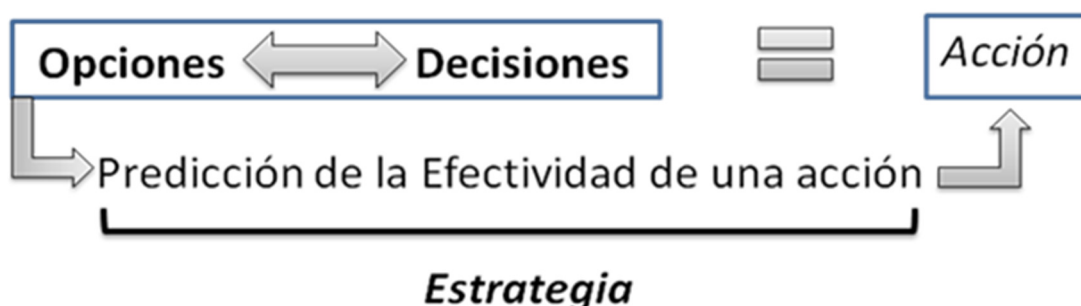 Opciones Decisiones = Acción
Predicción de la Efectividad de una acción
Estrategia